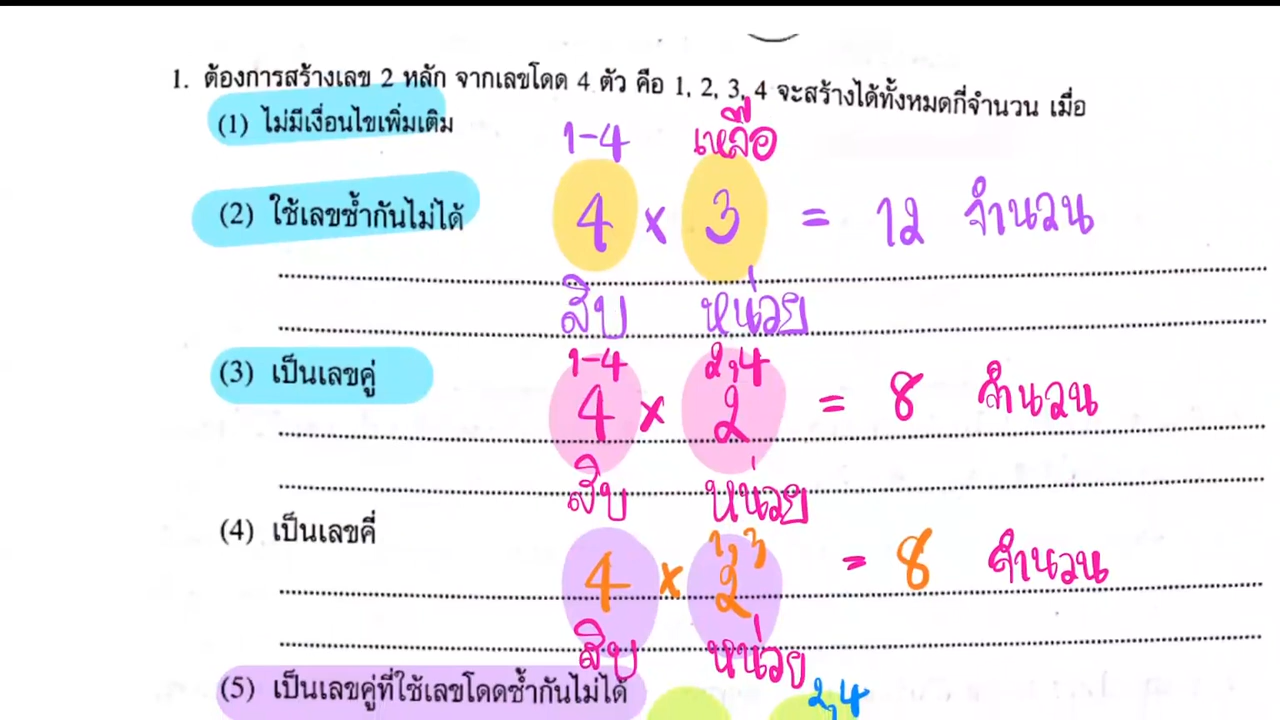 1. ต้องการสร้างเลข 2 หลัก จากเลขโดด 4 ตัว คือ 1, 2, 3, 4 จะสร้างได้ทั้งหมดกี่จำนวน เมื่อ
(1) ไม่มีเงื่อนไขเพิ่มเติม
1-4 เหลือ
(2) ใช้เลขซ้ำกันไม่ได้ 4 x 3 = 12 จำนวน
สิบ หน่วย
1-4 2,4
(3) เป็นเลขคู่ 4 x 2 = 8 จำนวน
สิบ หน่วย
1,3
(4) เป็นเลขคี่ 4 x 2 = 8 จำนวน
สิบ หน่วย
(5) เป็นเลขคู่ที่ใช้เลขโดดซ้ำกันไม่ได้ 2,4